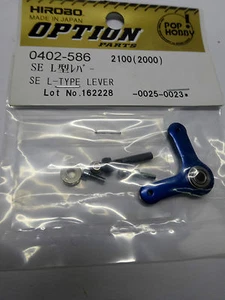 HIROBO
MADE IN JAPAN
OPTION
PARTS
POP
HOBBY
0402-586 2100(2000)
SE L型ﾚﾊﾞｰ
SE L-TYPE LEVER
Lot No.162228 -0025-0023*